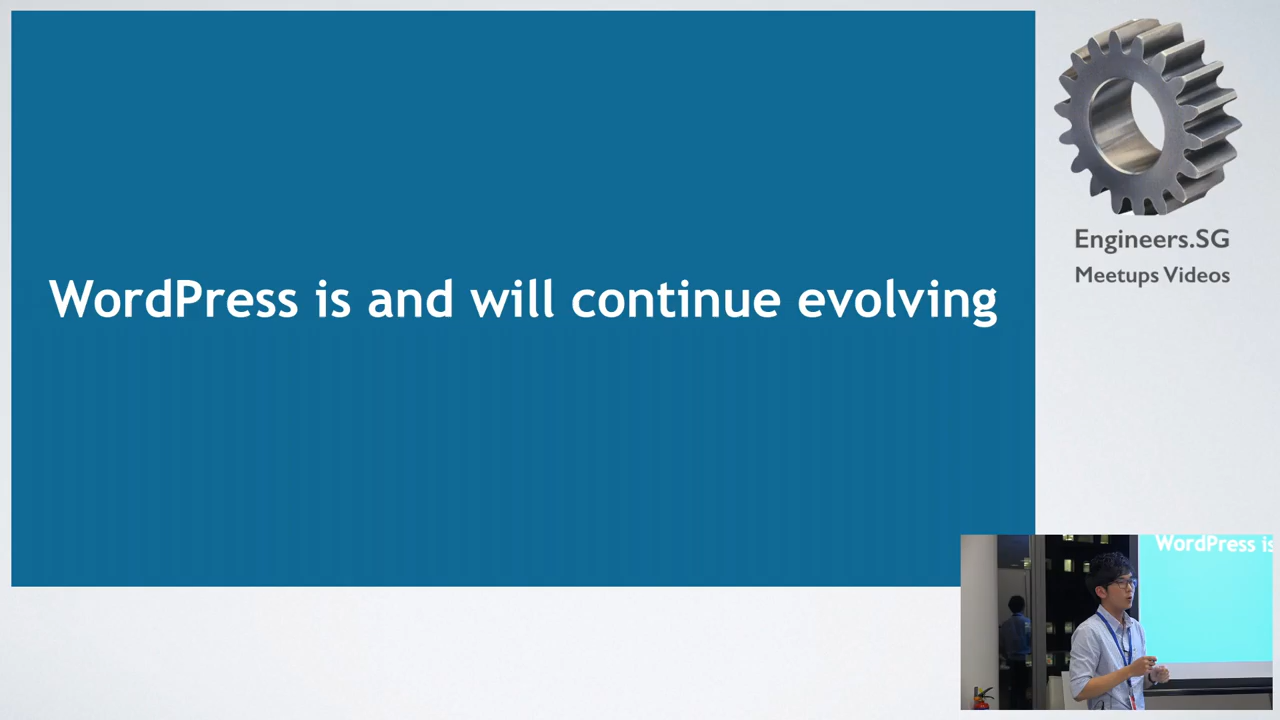 WordPress is and will continue evolving
Engineers.SG
Meetups Videos
WordPress is